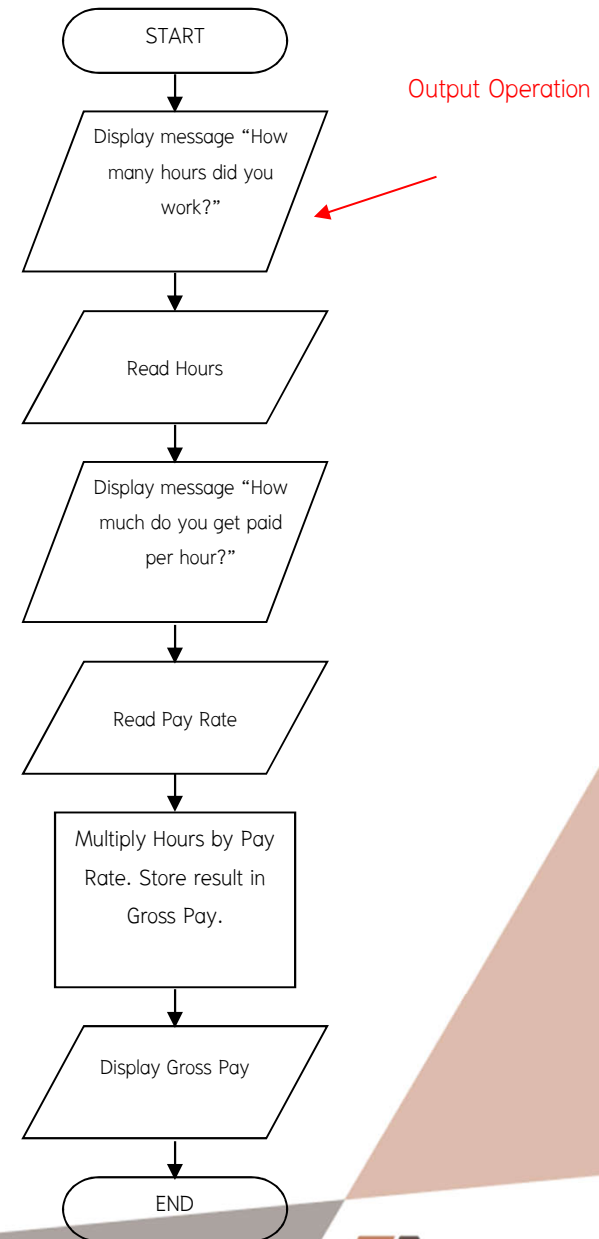 START
Output Operation
Display message “How
many hours did you
work?”
Read Hours
Display message “How
much do you get paid
per hour?”
Read Pay Rate
Multiply Hours by Pay
Rate. Store result in
Gross Pay.
Display Gross Pay
END